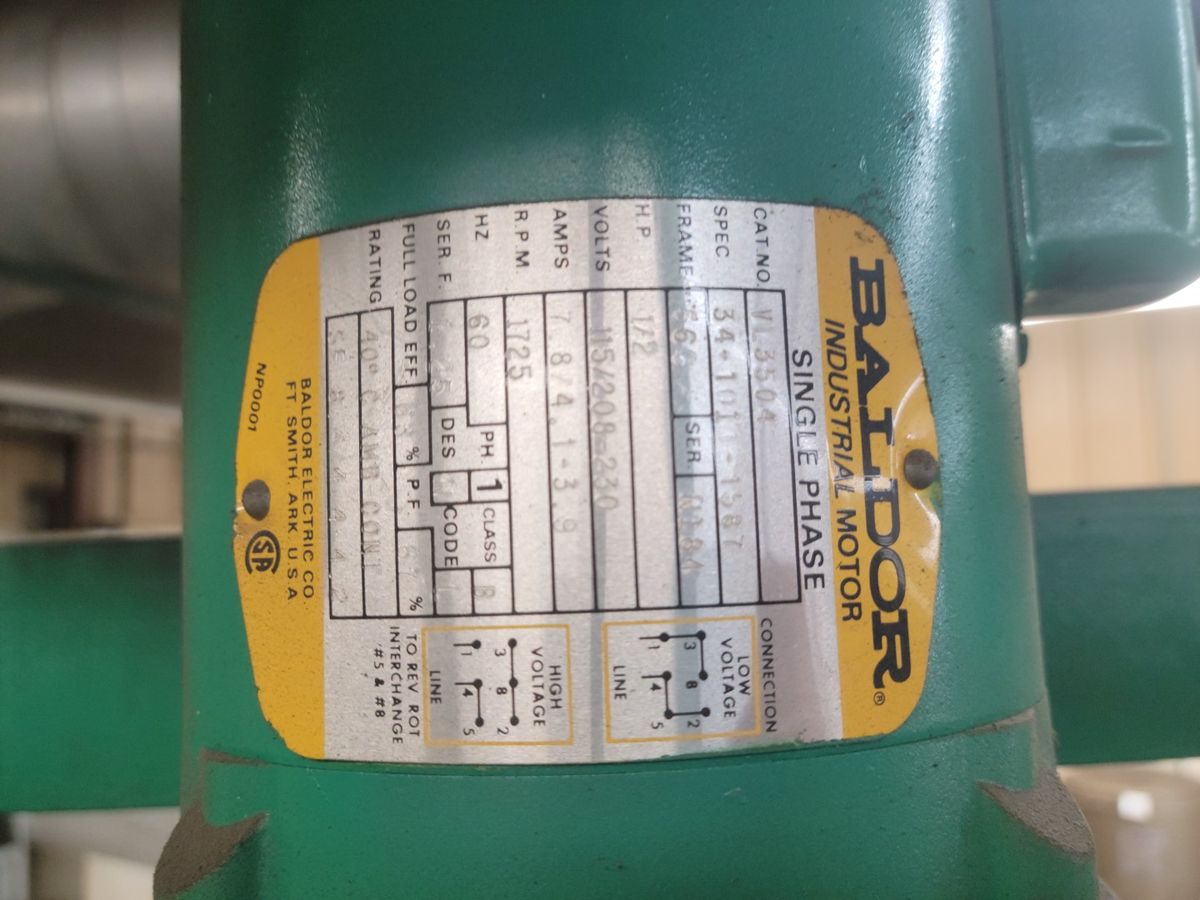 BALDOR®
INDUSTRIAL MOTOR
SINGLE PHASE
CAT.NO. VL3504
SPEC 34-101
FRAME SER.
H.P. 1/2
VOLTS 115/208-230
AMPS 7.8/4.1-3.9
R.P.M. 1725
HZ 60 PH. 1 CLASS B
SER. F. DES CODE
FULL LOAD EFF. % P.F. %
RATING 40° C AMB CONT
CONNECTION
LOW
VOLTAGE
3 8 2
1 4 5
LINE
HIGH
VOLTAGE
3 8 2
1 4 5
LINE
TO REV ROT
INTERCHANGE
#5 & #8
BALDOR ELECTRIC CO.
FT. SMITH, ARK. U.S.A.
NP0001
SA